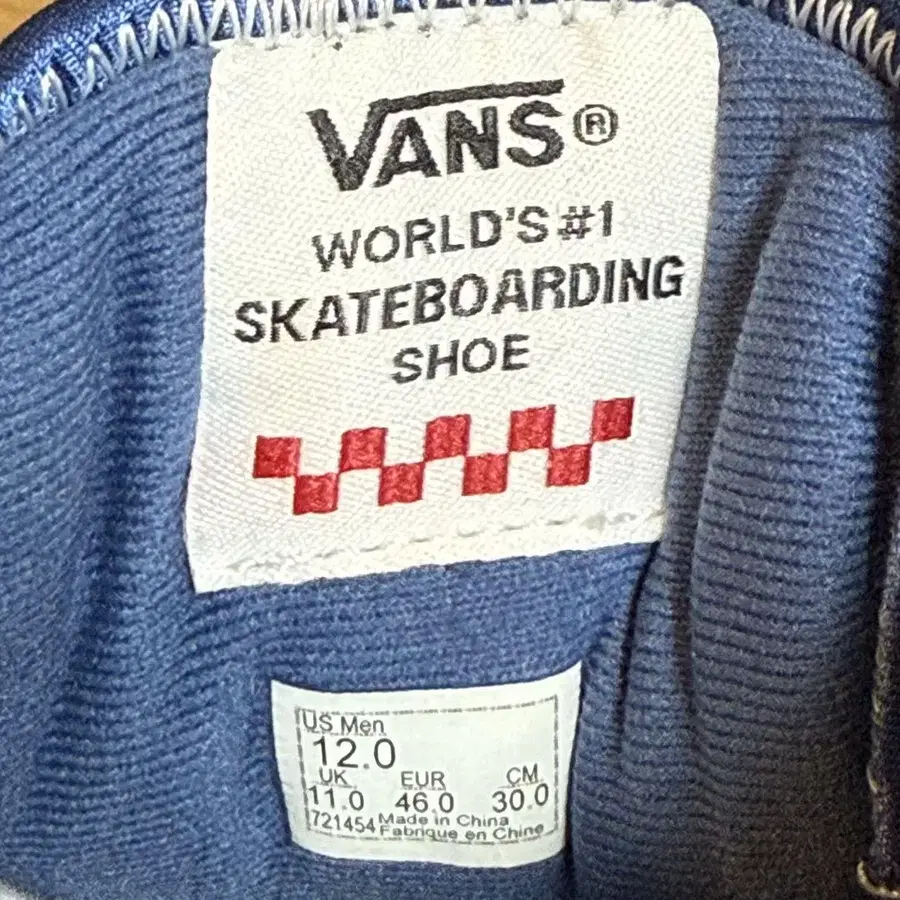 VANS®
WORLD'S #1
SKATEBOARDING
SHOE
US Men
12.0
UK EUR CM
11.0 46.0 30.0
721454 Made in China
Fabrique en Chine